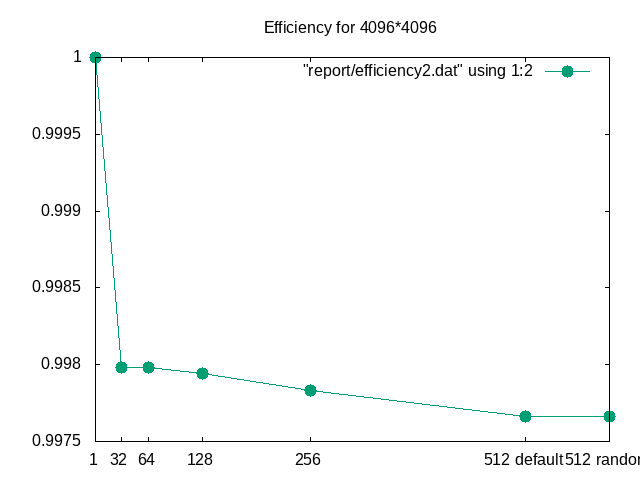 Efficiency for 4096*4096
"report/efficiency2.dat" using 1:2
1
0.9995
0.999
0.9985
0.998
0.9975
1 32 64 128 256 512 default 512 randor